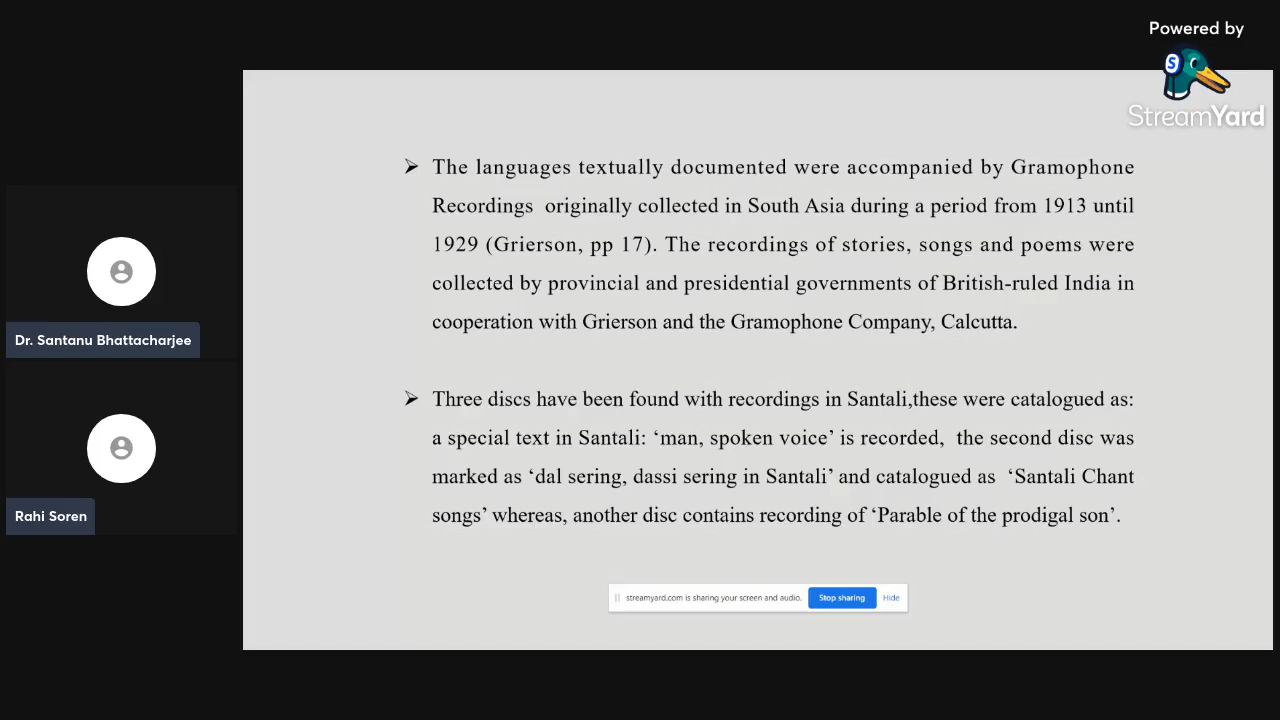 Powered by
StreamYard
➢ The languages textually documented were accompanied by Gramophone
Recordings originally collected in South Asia during a period from 1913 until
1929 (Grierson, pp 17). The recordings of stories, songs and poems were
collected by provincial and presidential governments of British-ruled India in
cooperation with Grierson and the Gramophone Company, Calcutta.
➢ Three discs have been found with recordings in Santali,these were catalogued as:
a special text in Santali: ‘man, spoken voice’ is recorded, the second disc was
marked as ‘dal sering, dassi sering in Santali’ and catalogued as ‘Santali Chant
songs’ whereas, another disc contains recording of ‘Parable of the prodigal son’.
streamyard.com is sharing your screen and audio. Stop sharing Hide
Dr. Santanu Bhattacharjee
Rahi Soren